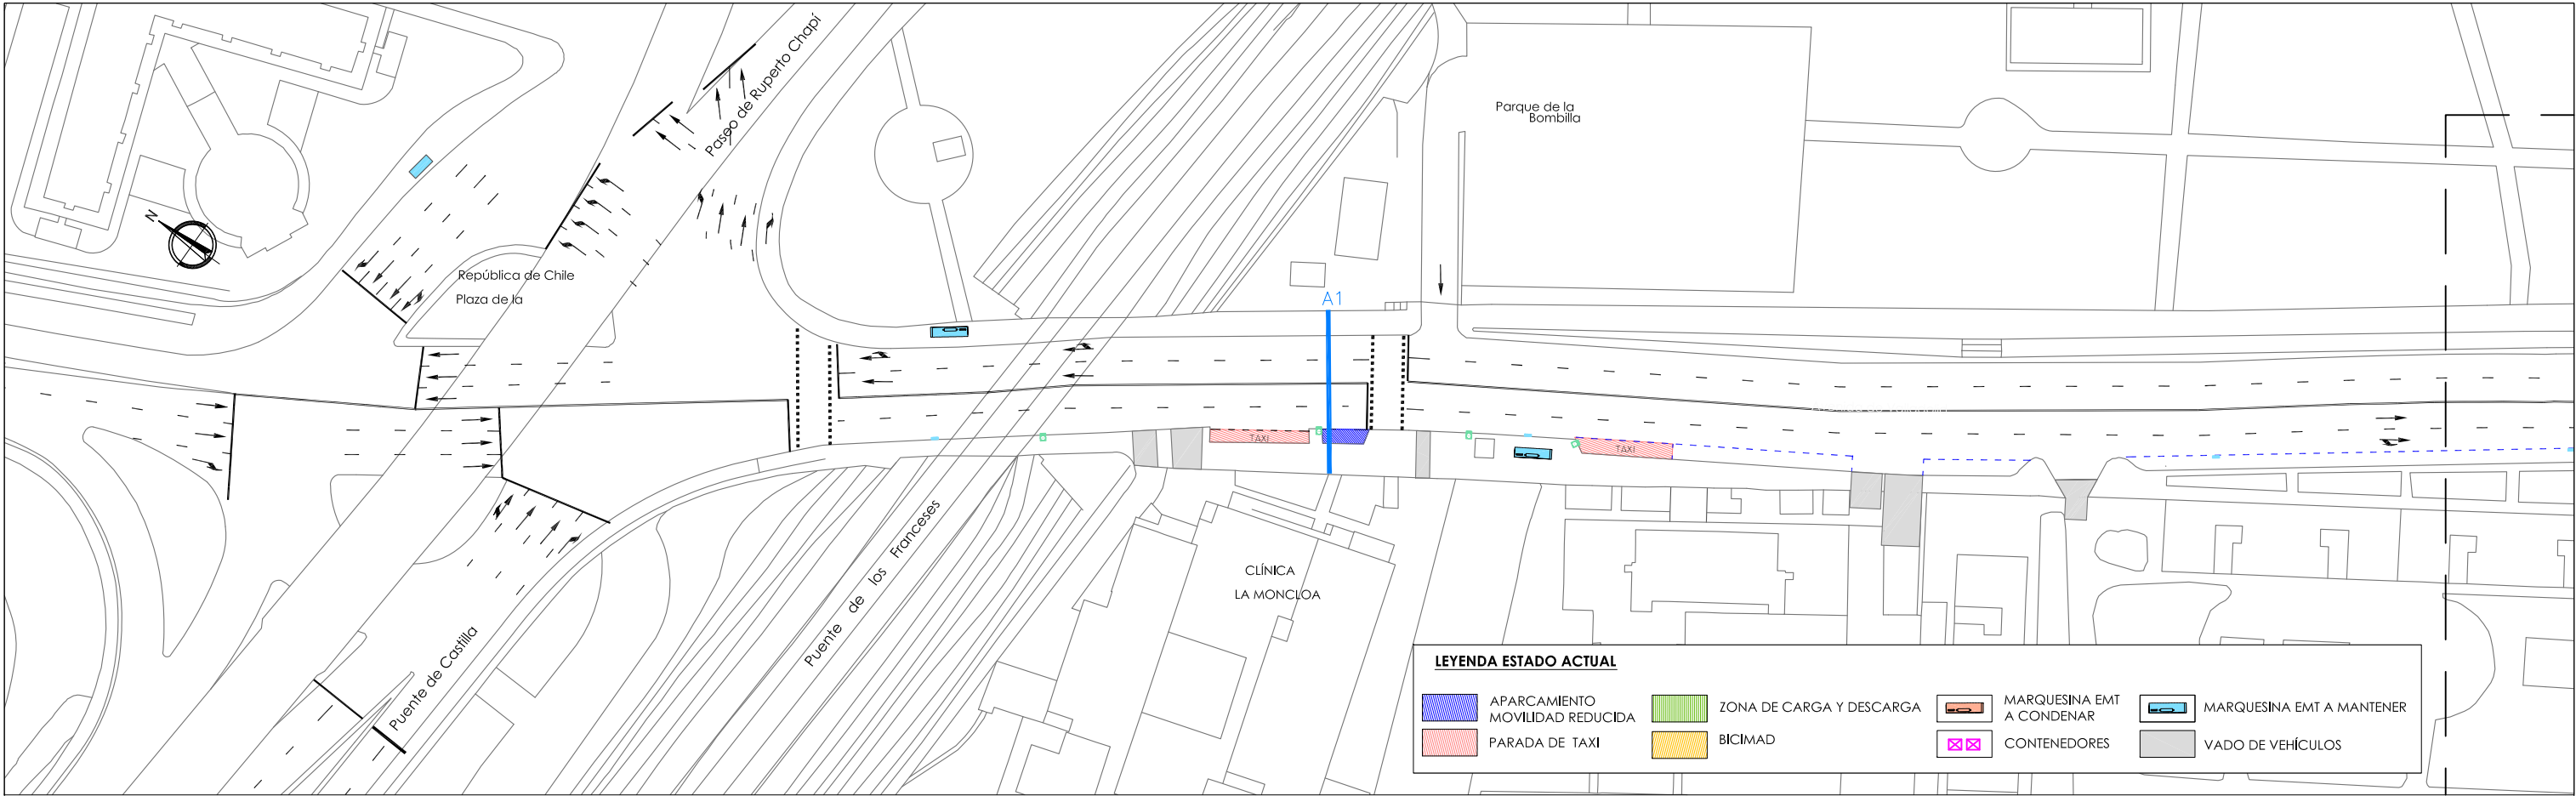 Paseo de Ruperto Chapí
Parque de la
Bombilla
N
República de Chile
Plaza de la
A1
TAXI
TAXI
Puente de los Franceses
CLÍNICA
LA MONCLOA
Puente de Castilla
LEYENDA ESTADO ACTUAL
APARCAMIENTO
MOVILIDAD REDUCIDA
ZONA DE CARGA Y DESCARGA
MARQUESINA EMT
A CONDENAR
MARQUESINA EMT A MANTENER
PARADA DE TAXI
BICIMAD
CONTENEDORES
VADO DE VEHÍCULOS